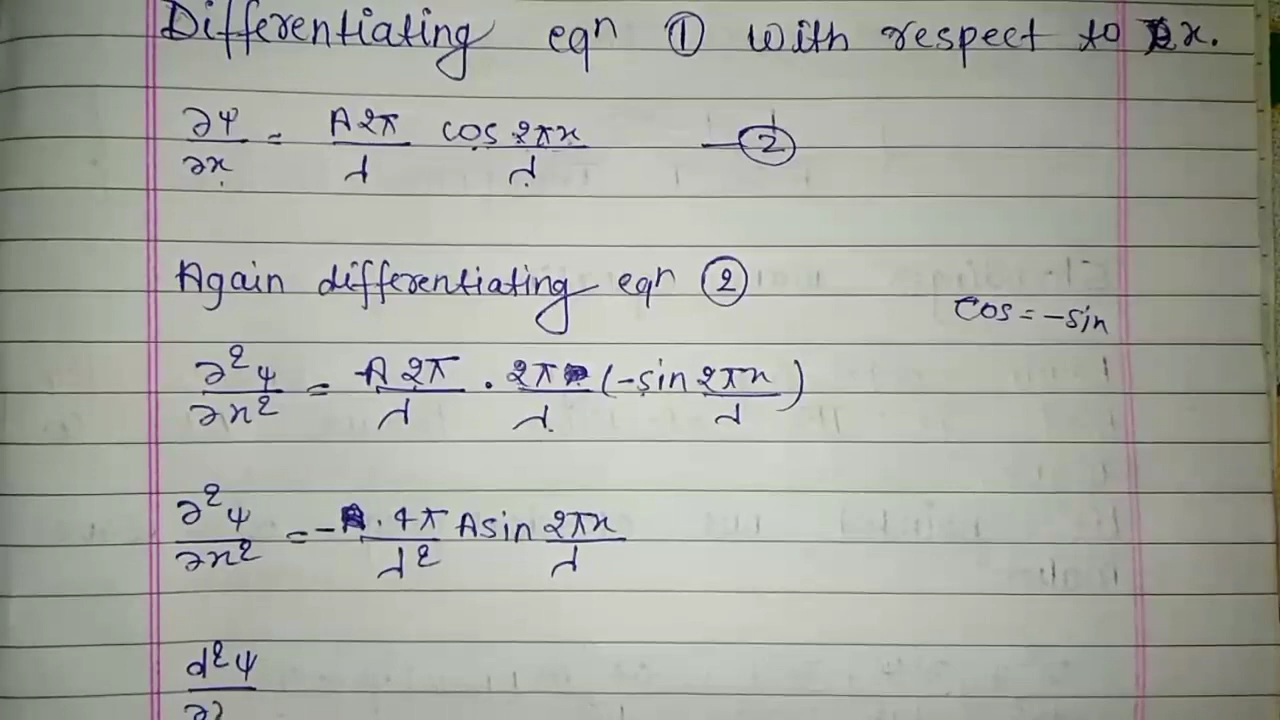 Differentiating eqn ① with respect to x.
∂ψ/∂x = A2π/λ cos 2πx/λ —②
Again differentiating eqn ②
cos = -sin
∂²ψ/∂x² = A2π/λ . 2π/λ (-sin 2πx/λ)
∂²ψ/∂x² = - . 4π/λ² A sin 2πx/λ
d²ψ